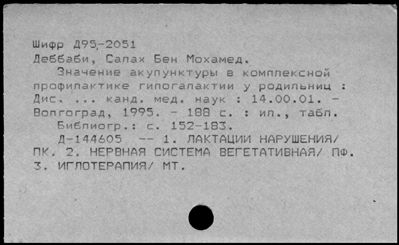 Шифр Д95-2051
Деббаби, Салах Бен Мохамед.
Значение акупунктуры в комплексной
профилактике гипогалактии у родильниц :
Дис. ... канд. мед. наук : 14.00.01. -
Волгоград, 1995. - 188 с. : ил., табл.
Библиогр.: с. 152-183.
Д-144605 -- 1. ЛАКТАЦИИ НАРУШЕНИЯ/
ПК. 2. НЕРВНАЯ СИСТЕМА ВЕГЕТАТИВНАЯ/ ПФ.
3. ИГЛОТЕРАПИЯ/ МТ.